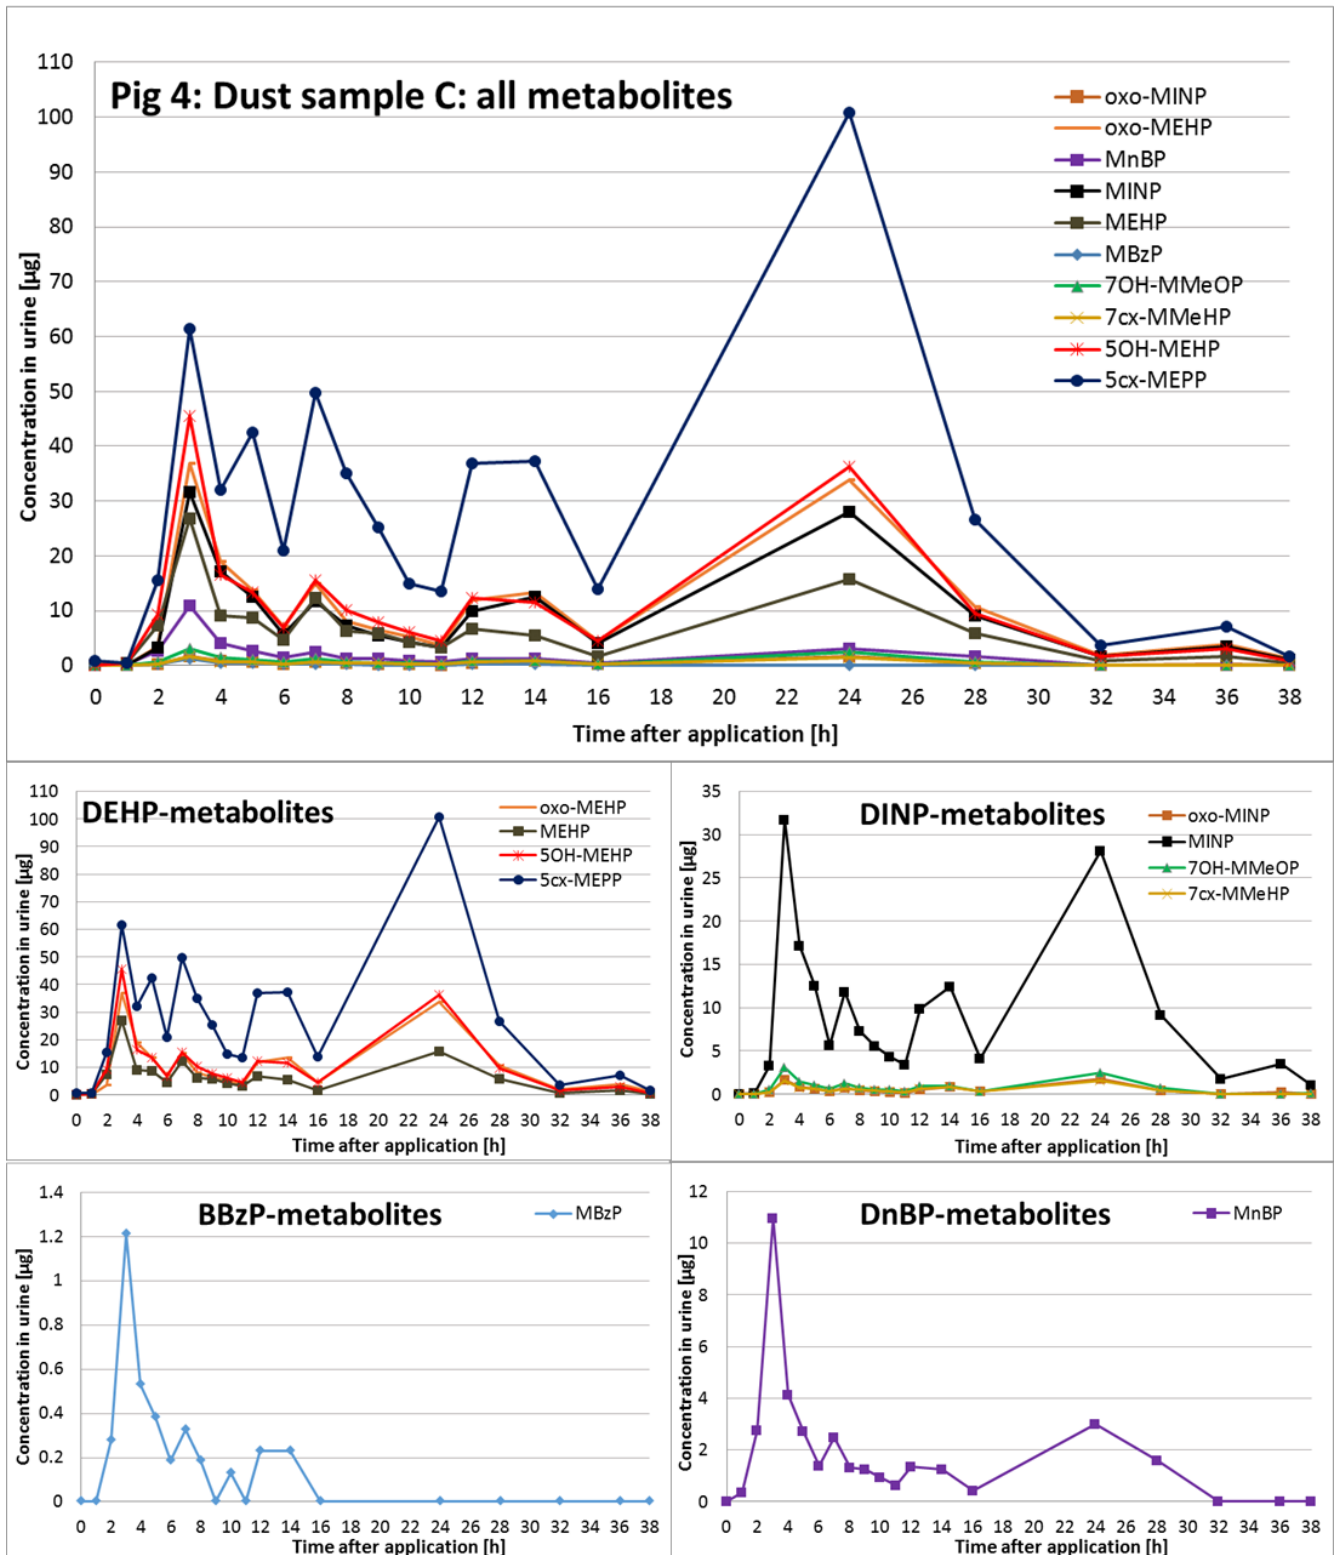 Pig 4: Dust sample C: all metabolites
Concentration in urine [µg]
110
100
90
80
70
60
50
40
30
20
10
0
0 2 4 6 8 10 12 14 16 18 20 22 24 26 28 30 32 34 36 38
Time after application [h]
oxo-MINP
oxo-MEHP
MnBP
MINP
MEHP
MBzP
7OH-MMeOP
7cx-MMeHP
5OH-MEHP
5cx-MEPP
DEHP-metabolites
Concentration in urine [µg]
110
100
90
80
70
60
50
40
30
20
10
0
0 2 4 6 8 10 12 14 16 18 20 22 24 26 28 30 32 34 36 38
Time after application [h]
oxo-MEHP
MEHP
5OH-MEHP
5cx-MEPP
DINP-metabolites
Concentration in urine [µg]
35
30
25
20
15
10
5
0
0 2 4 6 8 10 12 14 16 18 20 22 24 26 28 30 32 34 36 38
Time after application [h]
oxo-MINP
MINP
7OH-MMeOP
7cx-MMeHP
BBzP-metabolites
Concentration in urine [µg]
1.4
1.2
1
0.8
0.6
0.4
0.2
0
0 2 4 6 8 10 12 14 16 18 20 22 24 26 28 30 32 34 36 38
Time after application [h]
MBzP
DnBP-metabolites
Concentration in urine [µg]
12
10
8
6
4
2
0
0 2 4 6 8 10 12 14 16 18 20 22 24 26 28 30 32 34 36 38
Time after application [h]
MnBP